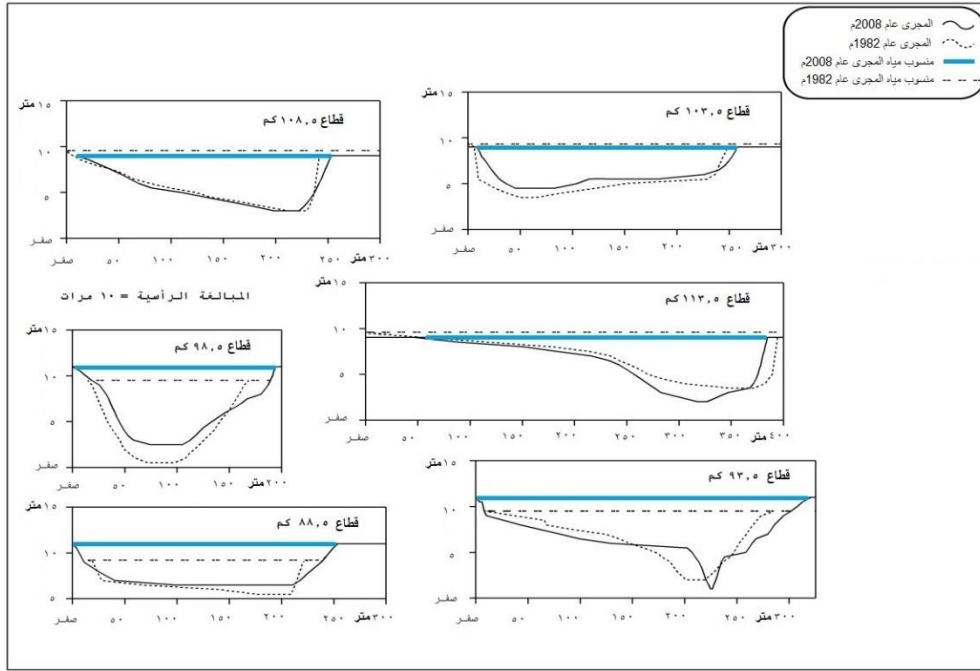 المجرى عام 2008م
المجرى عام 1982م
منسوب مياه المجرى عام 2008م
منسوب مياه المجرى عام 1982م
قطاع ١٠٣,٥ كم
١٥ متر
١٠
٥
صفر
صفر ٥٠ ١٠٠ ١٥٠ ٢٠٠ ٢٥٠ متر ٣٠٠
قطاع ١٠٨,٥ كم
١٥ متر
١٠
٥
صفر
صفر ٥٠ ١٠٠ ١٥٠ ٢٠٠ ٢٥٠ متر ٣٠٠
قطاع ١١٣,٥ كم
١٥ متر
١٠
٥
صفر
صفر ٥٠ ١٠٠ ١٥٠ ٢٠٠ ٢٥٠ ٣٠٠ ٣٥٠ متر ٤٠٠
المبالغة الرأسية = ١٠ مرات
قطاع ٩٨,٥ كم
١٥ متر
١٠
٥
صفر
صفر ٥٠ ١٠٠ ١٥٠ متر ٢٠٠
قطاع ٩٣,٥ كم
١٥ متر
١٠
٥
صفر
صفر ٥٠ ١٠٠ ١٥٠ ٢٠٠ ٢٥٠ متر ٣٠٠
قطاع ٨٨,٥ كم
١٥ متر
١٠
٥
صفر ٥٠ ١٠٠ ١٥٠ ٢٠٠ ٢٥٠ متر ٣٠٠